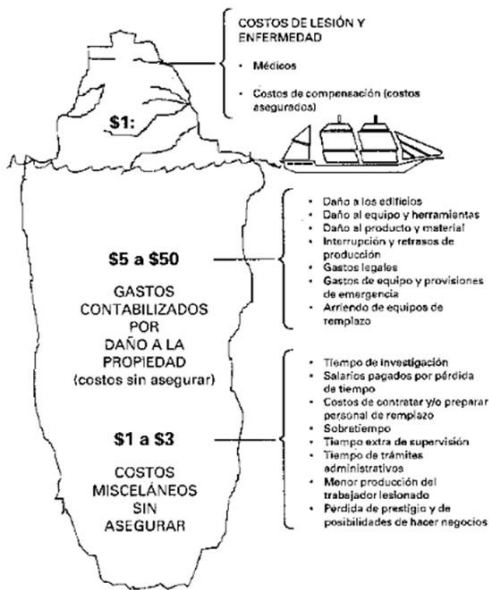 COSTOS DE LESIÓN Y
ENFERMEDAD
• Médicos
• Costos de compensación (costos
asegurados)
$1:
$5 a $50
GASTOS
CONTABILIZADOS
POR
DAÑO A LA
PROPIEDAD
(costos sin asegurar)
• Daño a los edificios
• Daño al equipo y herramientas
• Daño al producto y material
• Interrupción y retrasos de
producción
• Gastos legales
• Gastos de equipo y provisiones
de emergencia
• Arriendo de equipos de
remplazo
$1 a $3
COSTOS
MISCELÁNEOS
SIN
ASEGURAR
• Tiempo de investigación
• Salarios pagados por pérdida
de tiempo
• Costos de contratar y/o preparar
personal de remplazo
• Sobretiempo
• Tiempo extra de supervisión
• Tiempo de trámites
administrativos
• Menor producción del
trabajador lesionado
• Pérdida de prestigio y de
posibilidades de hacer negocios